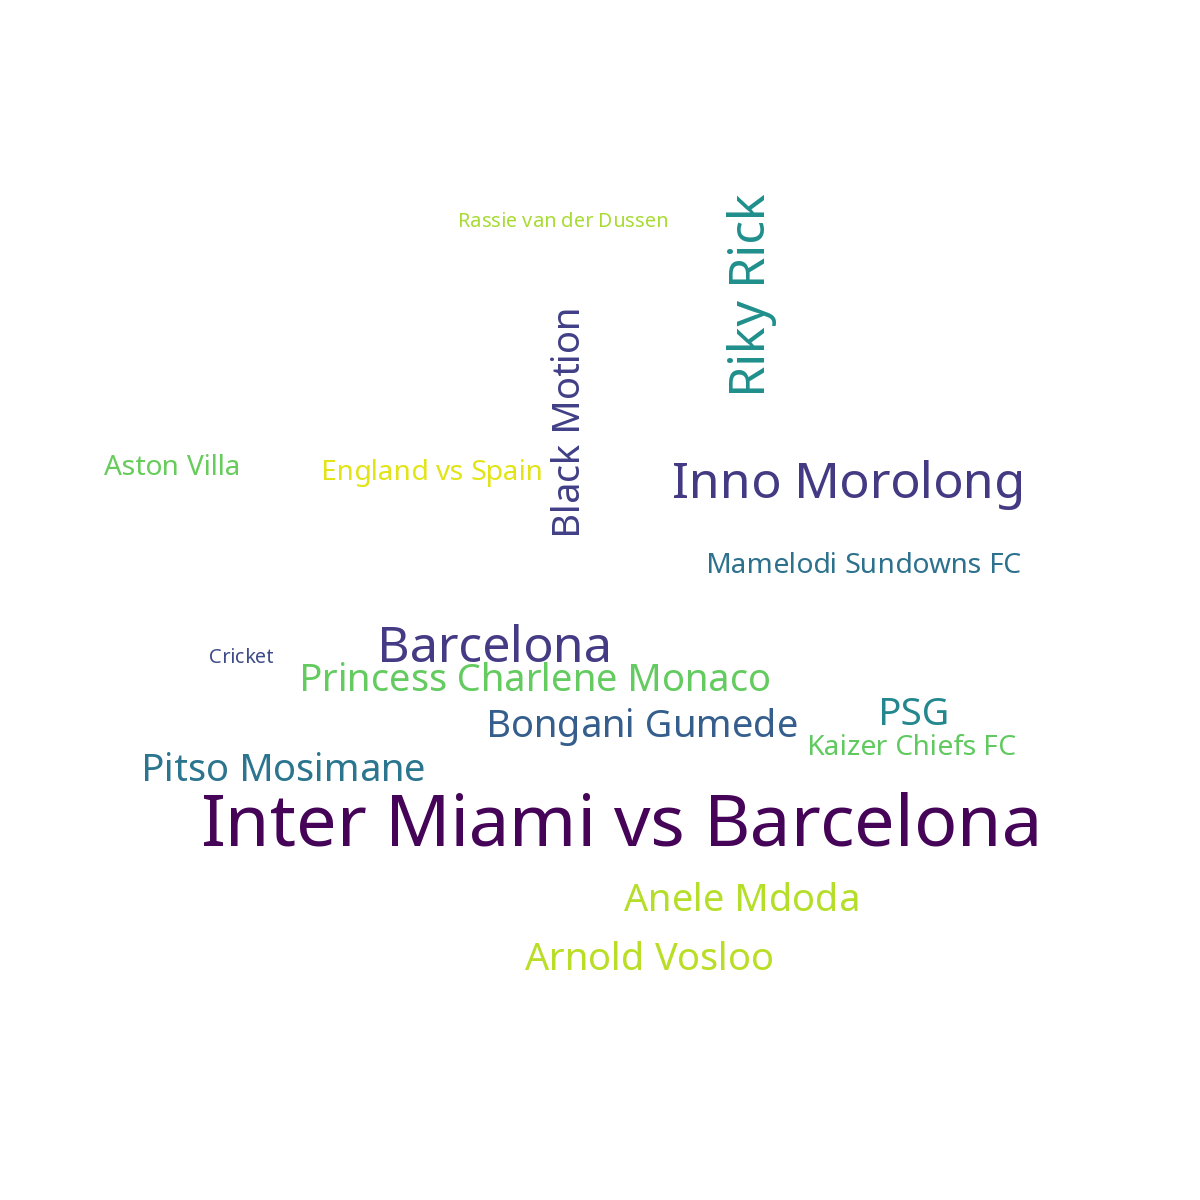 Rassie van der Dussen
Riky Rick
Black Motion
Aston Villa
England vs Spain
Inno Morolong
Mamelodi Sundowns FC
Barcelona
Cricket
Princess Charlene Monaco
Bongani Gumede
PSG
Kaizer Chiefs FC
Pitso Mosimane
Inter Miami vs Barcelona
Anele Mdoda
Arnold Vosloo